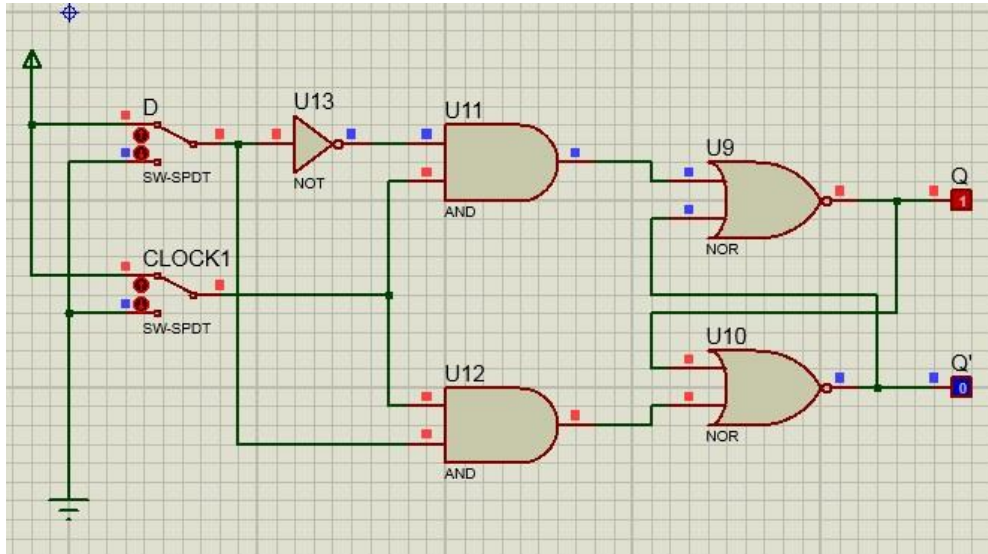 D
SW-SPDT
U13
NOT
U11
AND
U9
NOR
Q
1
CLOCK1
SW-SPDT
U12
AND
U10
NOR
Q'
0